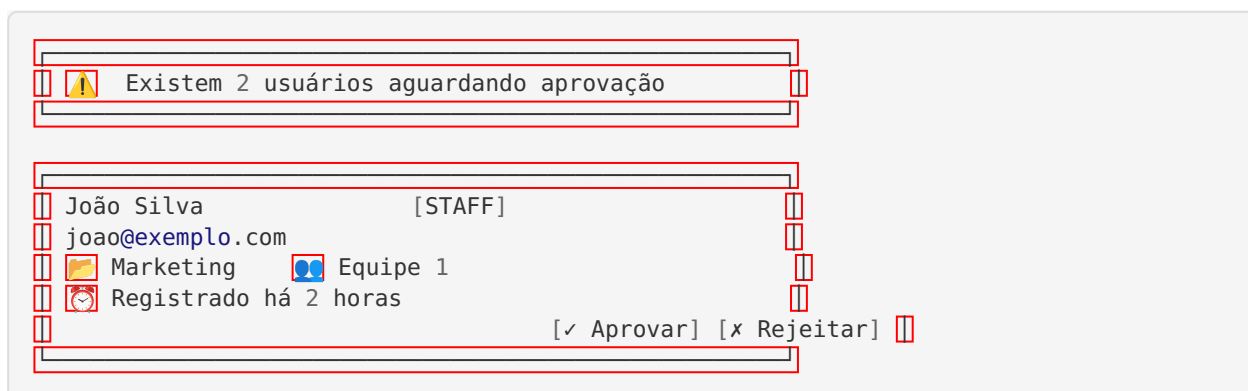 ⚠️ Existem 2 usuários aguardando aprovação
João Silva [STAFF]
joao@exemplo.com
📂 Marketing 👥 Equipe 1
⏰ Registrado há 2 horas
[✓ Aprovar] [✗ Rejeitar]